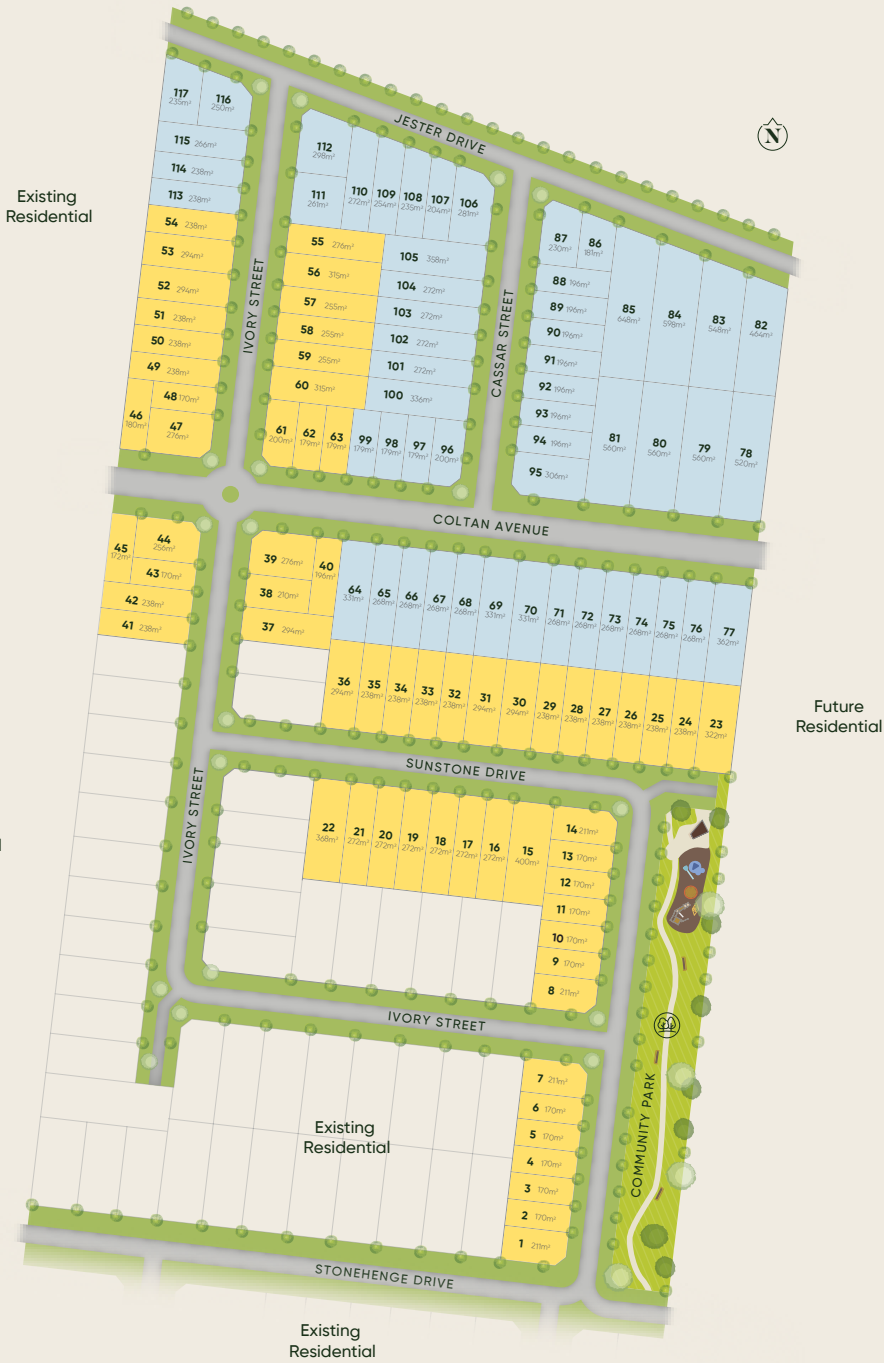 JESTER DRIVE
N
117
235m²
116
250m²
115 266m²
114 238m²
113 238m²
Existing
Residential
54 238m²
53 294m²
52 294m²
51 238m²
50 238m²
49 238m²
48 170m²
46
180m²
47
276m²
IVORY STREET
112
298m²
111
261m²
110
272m²
109
254m²
108
235m²
107
204m²
106
281m²
55 276m²
56 315m²
57 255m²
58 255m²
59 255m²
60 315m²
105 358m²
104 272m²
103 272m²
102 272m²
101 272m²
100 336m²
61
200m²
62
179m²
63
179m²
99
179m²
98
179m²
97
179m²
96
200m²
CASSAR STREET
87
230m²
86
181m²
88 196m²
89 196m²
90 196m²
91 196m²
92 196m²
93 196m²
94 196m²
95 306m²
85
648m²
84
598m²
83
548m²
82
464m²
81
560m²
80
560m²
79
560m²
78
520m²
COLTAN AVENUE
45
172m²
44
256m²
43 170m²
42 238m²
41 238m²
39 276m²
40
196m²
38 210m²
37 294m²
64
331m²
65
268m²
66
268m²
67
268m²
68
268m²
69
331m²
70
331m²
71
268m²
72
268m²
73
268m²
74
268m²
75
268m²
76
268m²
77
362m²
36
294m²
35
238m²
34
238m²
33
238m²
32
238m²
31
294m²
30
294m²
29
238m²
28
238m²
27
238m²
26
238m²
25
238m²
24
238m²
23
322m²
Future
Residential
SUNSTONE DRIVE
IVORY STREET
22
368m²
21
272m²
20
272m²
19
272m²
18
272m²
17
272m²
16
272m²
15
400m²
14 211m²
13 170m²
12 170m²
11 170m²
10 170m²
9 170m²
8 211m²
IVORY STREET
7 211m²
6 170m²
5 170m²
4 170m²
3 170m²
2 170m²
1 211m²
Existing
Residential
COMMUNITY PARK
STONEHENGE DRIVE
Existing
Residential